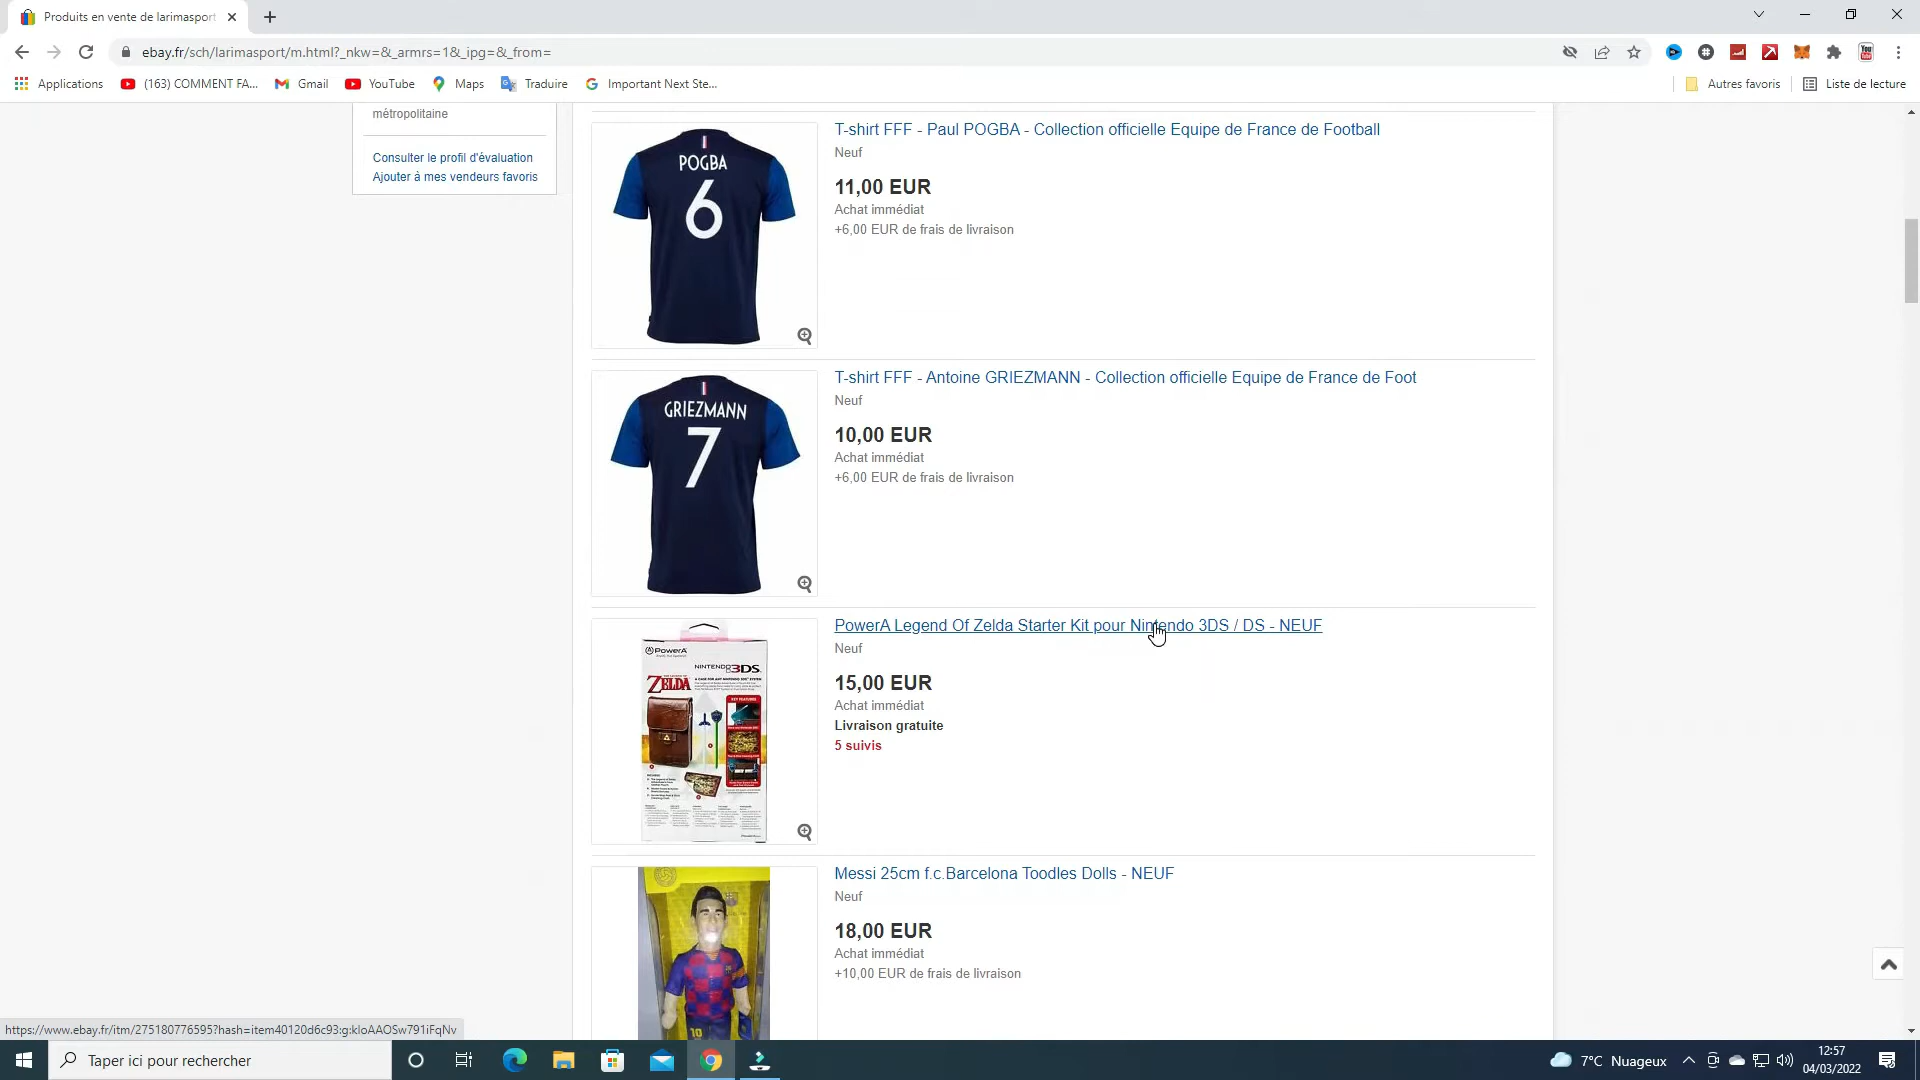 Produits en vente de larimasport
ebay.fr/sch/larimasport/m.html?_nkw=&_armrs=1&_ipg=&_from=
Applications
(163) COMMENT FA...
Gmail
YouTube
Maps
Traduire
Important Next Ste...
Autres favoris
Liste de lecture
métropolitaine
Consulter le profil d'évaluation
Ajouter à mes vendeurs favoris
POGBA
6
T-shirt FFF - Paul POGBA - Collection officielle Equipe de France de Football
Neuf
11,00 EUR
Achat immédiat
+6,00 EUR de frais de livraison
GRIEZMANN
7
T-shirt FFF - Antoine GRIEZMANN - Collection officielle Equipe de France de Foot
Neuf
10,00 EUR
Achat immédiat
+6,00 EUR de frais de livraison
PowerA
NINTENDO 3DS
ZELDA
PowerA Legend Of Zelda Starter Kit pour Nintendo 3DS / DS - NEUF
Neuf
15,00 EUR
Achat immédiat
Livraison gratuite
5 suivis
10
Messi 25cm f.c.Barcelona Toodles Dolls - NEUF
Neuf
18,00 EUR
Achat immédiat
+10,00 EUR de frais de livraison
https://www.ebay.fr/itm/275180776595?hash=item40120d6c93:g:kloAAOSw791iFqNv
Taper ici pour rechercher
7°C Nuageux
12:57
04/03/2022